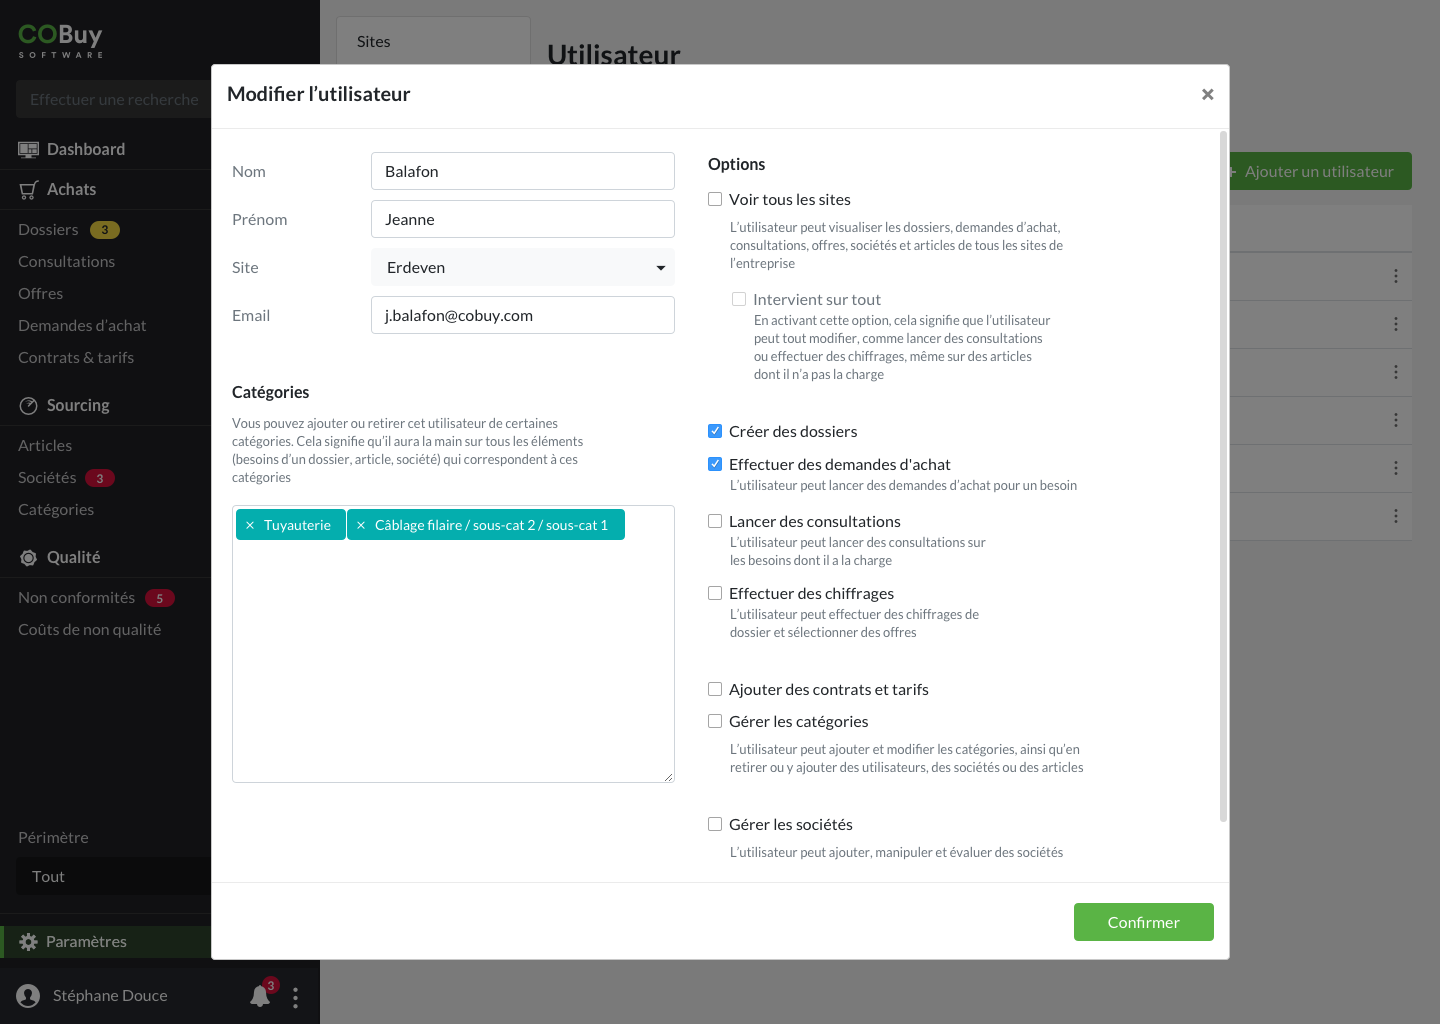 COBuy
SOFTWARE
Effectuer une recherche
Dashboard
Achats
Dossiers 3
Consultations
Offres
Demandes d'achat
Contrats & tarifs
Sourcing
Articles
Sociétés 3
Catégories
Qualité
Non conformités 5
Coûts de non qualité
Périmètre
Tout
Paramètres
Stéphane Douce 3
Sites
Utilisateur
+ Ajouter un utilisateur
Modifier l'utilisateur
×
Nom Balafon
Prénom Jeanne
Site Erdeven
Email j.balafon@cobuy.com
Catégories
Vous pouvez ajouter ou retirer cet utilisateur de certaines
catégories. Cela signifie qu'il aura la main sur tous les éléments
(besoins d'un dossier, article, société) qui correspondent à ces
catégories
× Tuyauterie × Câblage filaire / sous-cat 2 / sous-cat 1
Options
Voir tous les sites
L'utilisateur peut visualiser les dossiers, demandes d'achat,
consultations, offres, sociétés et articles de tous les sites de
l'entreprise
Intervient sur tout
En activant cette option, cela signifie que l'utilisateur
peut tout modifier, comme lancer des consultations
ou effectuer des chiffrages, même sur des articles
dont il n'a pas la charge
Créer des dossiers
Effectuer des demandes d'achat
L'utilisateur peut lancer des demandes d'achat pour un besoin
Lancer des consultations
L'utilisateur peut lancer des consultations sur
les besoins dont il a la charge
Effectuer des chiffrages
L'utilisateur peut effectuer des chiffrages de
dossier et sélectionner des offres
Ajouter des contrats et tarifs
Gérer les catégories
L'utilisateur peut ajouter et modifier les catégories, ainsi qu'en
retirer ou y ajouter des utilisateurs, des sociétés ou des articles
Gérer les sociétés
L'utilisateur peut ajouter, manipuler et évaluer des sociétés
Confirmer